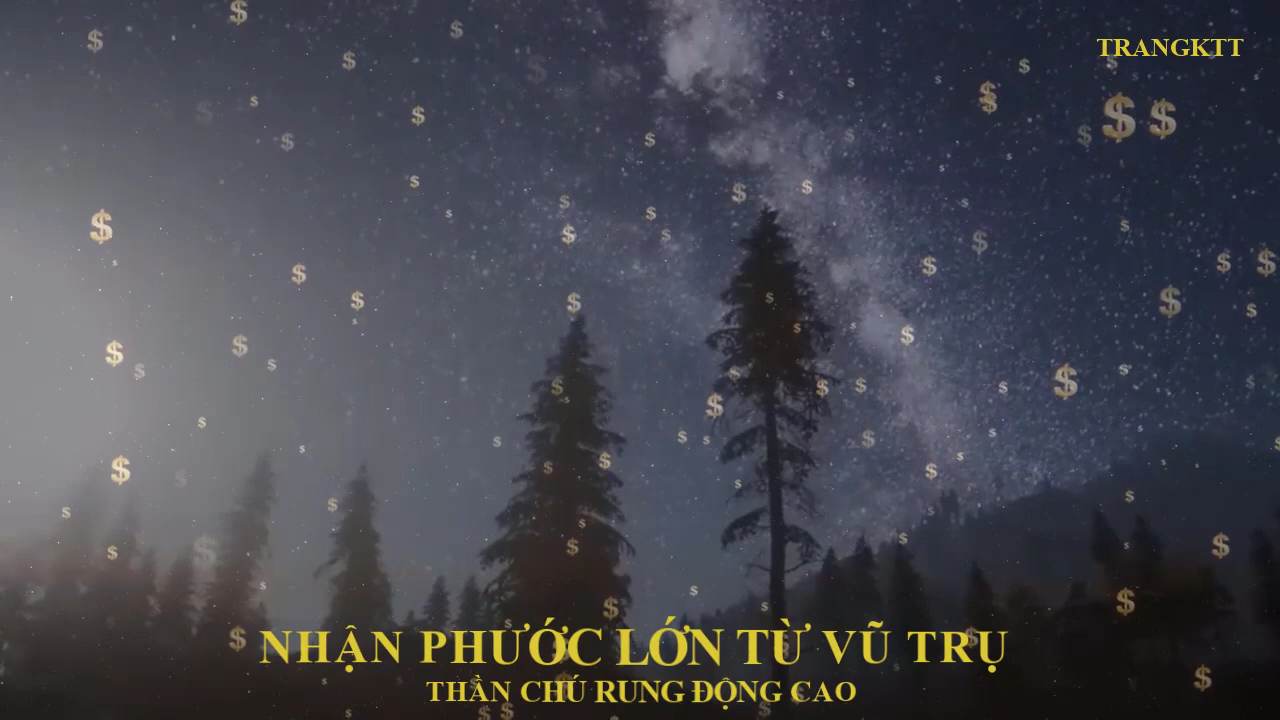 TRANGKTT
NHẬN PHƯỚC LỚN TỪ VŨ TRỤ
THẦN CHÚ RUNG ĐỘNG CAO